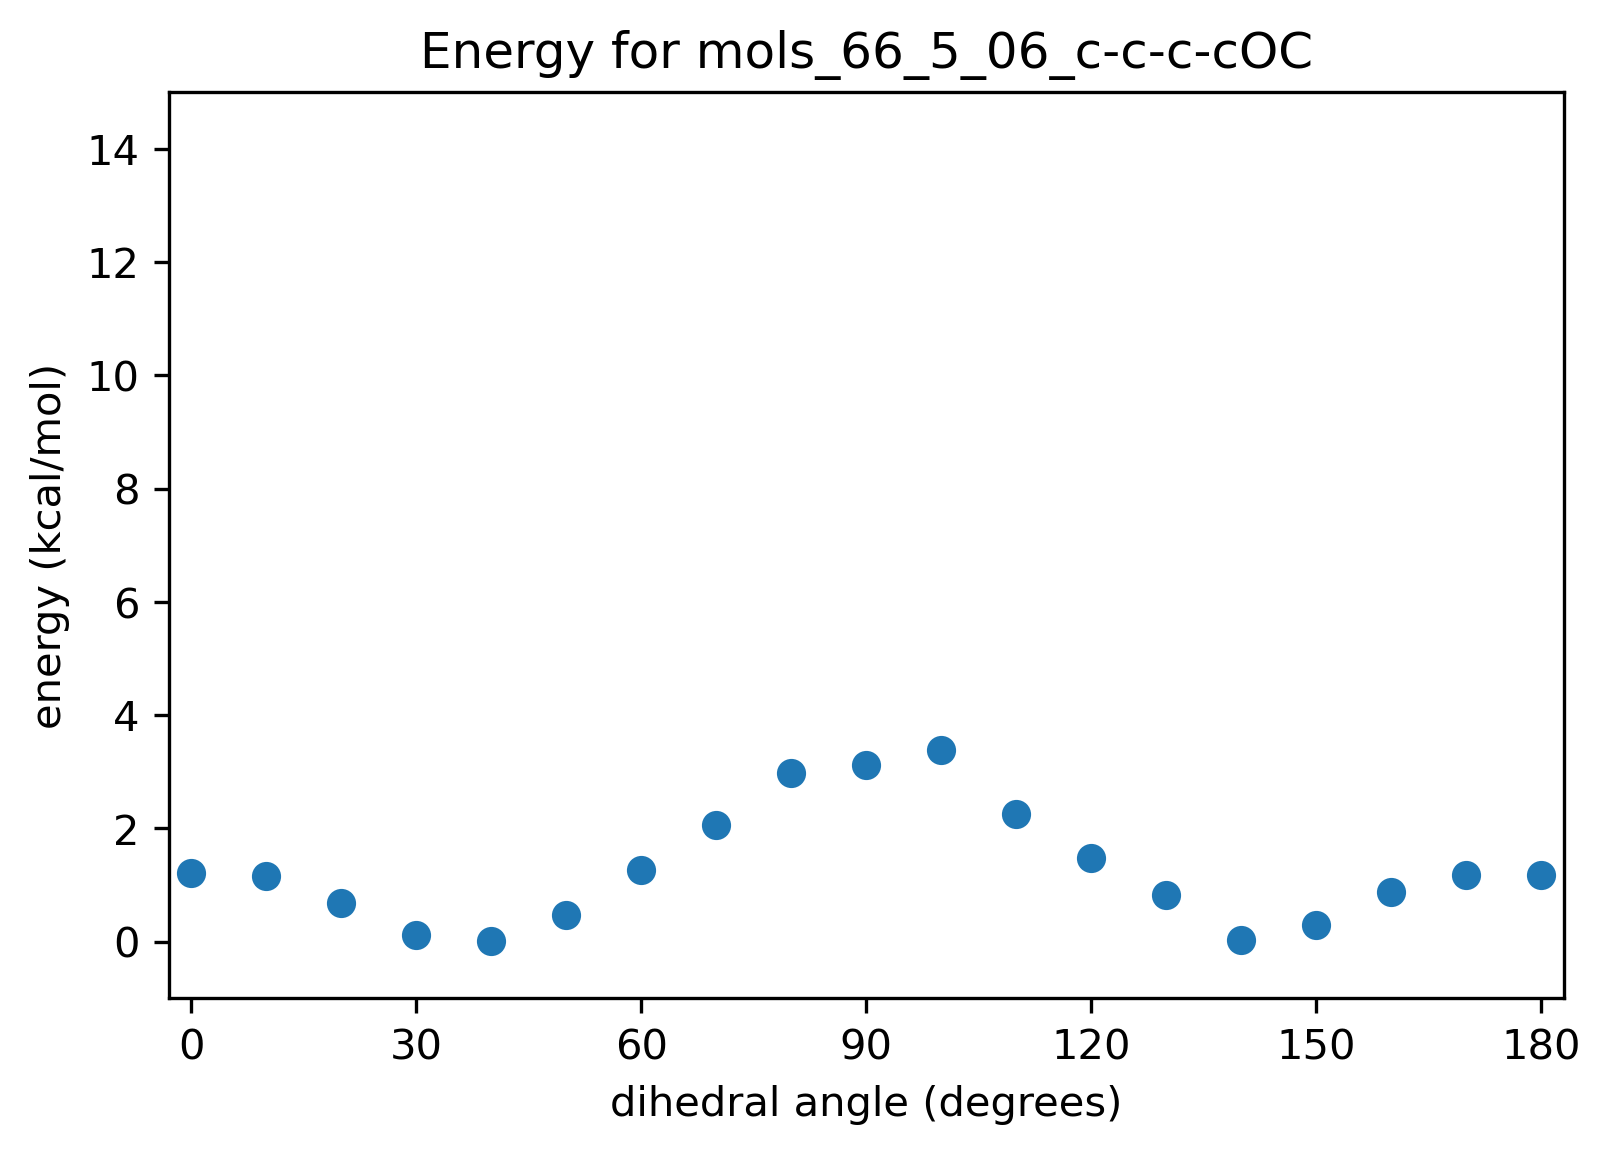 Energy for mols_66_5_06_c-c-c-cOC
energy (kcal/mol)
14
12
10
8
6
4
2
0
0 30 60 90 120 150 180
dihedral angle (degrees)